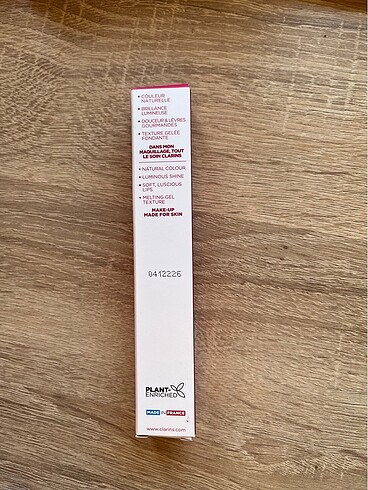 • COULEUR
NATURELLE
• BRILLANCE
LUMINEUSE
• DOUCEUR & LÈVRES
GOURMANDES
• TEXTURE GELÉE
FONDANTE
DANS MON
MAQUILLAGE, TOUT
LE SOIN CLARINS
• NATURAL COLOUR
• LUMINOUS SHINE
• SOFT, LUSCIOUS
LIPS
• MELTING GEL
TEXTURE
MAKE-UP
MADE FOR SKIN
0412226
PLANT-
ENRICHED
MADE IN FRANCE
www.clarins.com